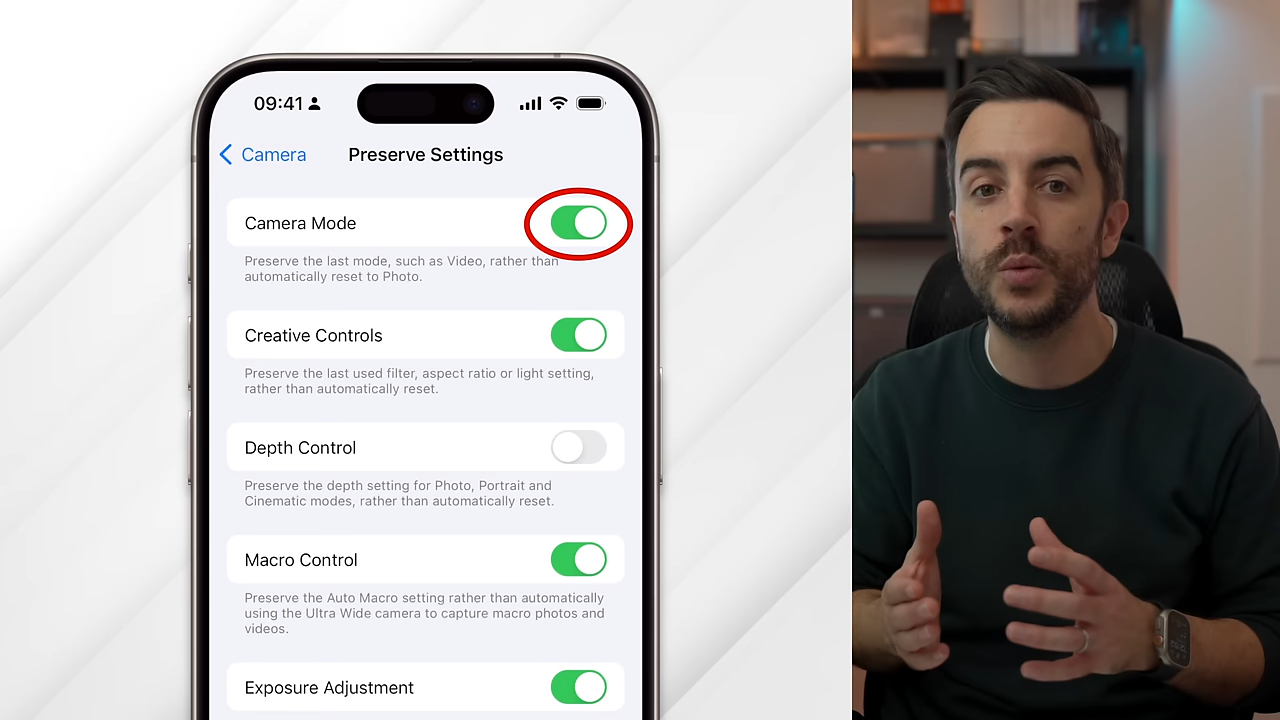 09:41
Camera
Preserve Settings
Camera Mode
Preserve the last mode, such as Video, rather than
automatically reset to Photo.
Creative Controls
Preserve the last used filter, aspect ratio or light setting,
rather than automatically reset.
Depth Control
Preserve the depth setting for Photo, Portrait and
Cinematic modes, rather than automatically reset.
Macro Control
Preserve the Auto Macro setting rather than automatically
using the Ultra Wide camera to capture macro photos and
videos.
Exposure Adjustment